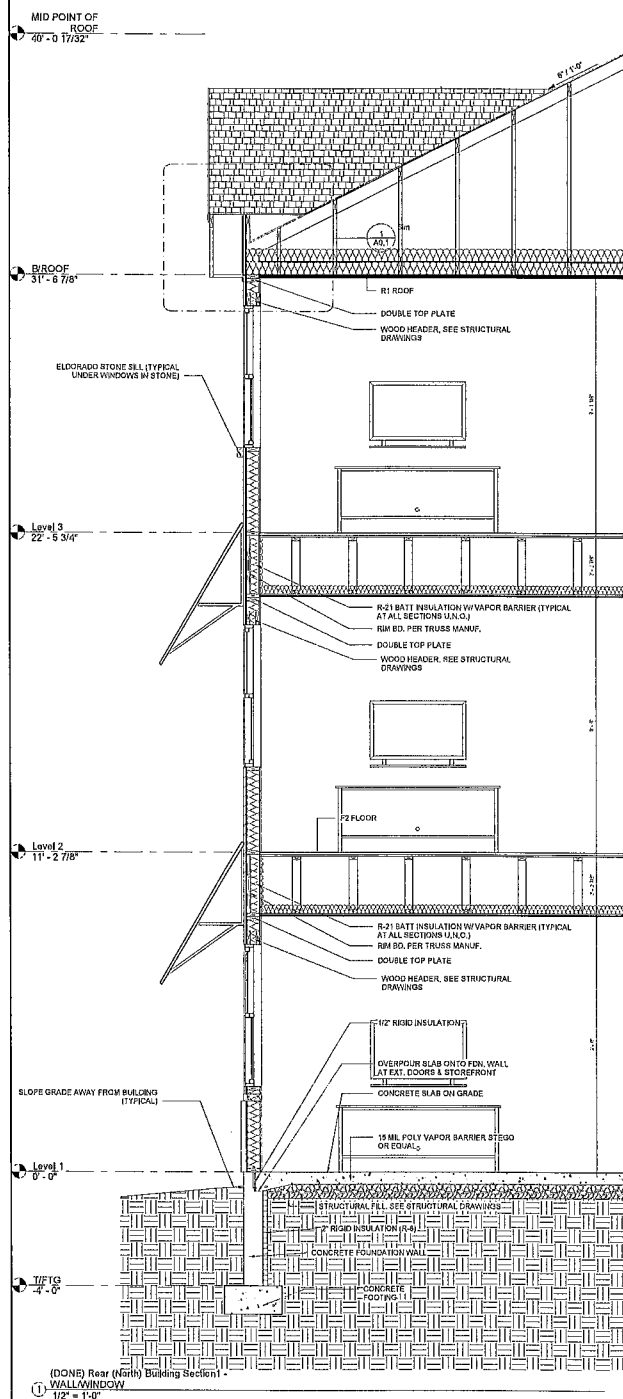 MID POINT OF
ROOF
40' - 0 17/32"
6" / 1'-0"
1
A0.1
Sim
B/ROOF
31' - 6 7/8"
R1 ROOF
DOUBLE TOP PLATE
WOOD HEADER, SEE STRUCTURAL
DRAWINGS
ELDORADO STONE SILL (TYPICAL
UNDER WINDOWS IN STONE)
Level 3
22' - 5 3/4"
R-21 BATT INSULATION W/ VAPOR BARRIER (TYPICAL
AT ALL SECTIONS U.N.O.)
RIM BD. PER TRUSS MANUF.
DOUBLE TOP PLATE
WOOD HEADER, SEE STRUCTURAL
DRAWINGS
F2 FLOOR
Level 2
11' - 2 7/8"
R-21 BATT INSULATION W/ VAPOR BARRIER (TYPICAL
AT ALL SECTIONS U.N.O.)
RIM BD. PER TRUSS MANUF.
DOUBLE TOP PLATE
WOOD HEADER, SEE STRUCTURAL
DRAWINGS
1/2" RIGID INSULATION
OVERPOUR SLAB ONTO FDN. WALL
AT EXT. DOORS & STOREFRONT
SLOPE GRADE AWAY FROM BUILDING
(TYPICAL)
CONCRETE SLAB ON GRADE
15 MIL POLY VAPOR BARRIER STEGO
OR EQUAL
Level 1
0' - 0"
STRUCTURAL FILL, SEE STRUCTURAL DRAWINGS
2" RIGID INSULATION
CONCRETE FOUNDATION WALL
T/FTG
-4' - 0"
CONCRETE
FOOTING
(DONE) Rear (North) Building Section1 -
WALL/WINDOW
1
1/2" = 1'-0"